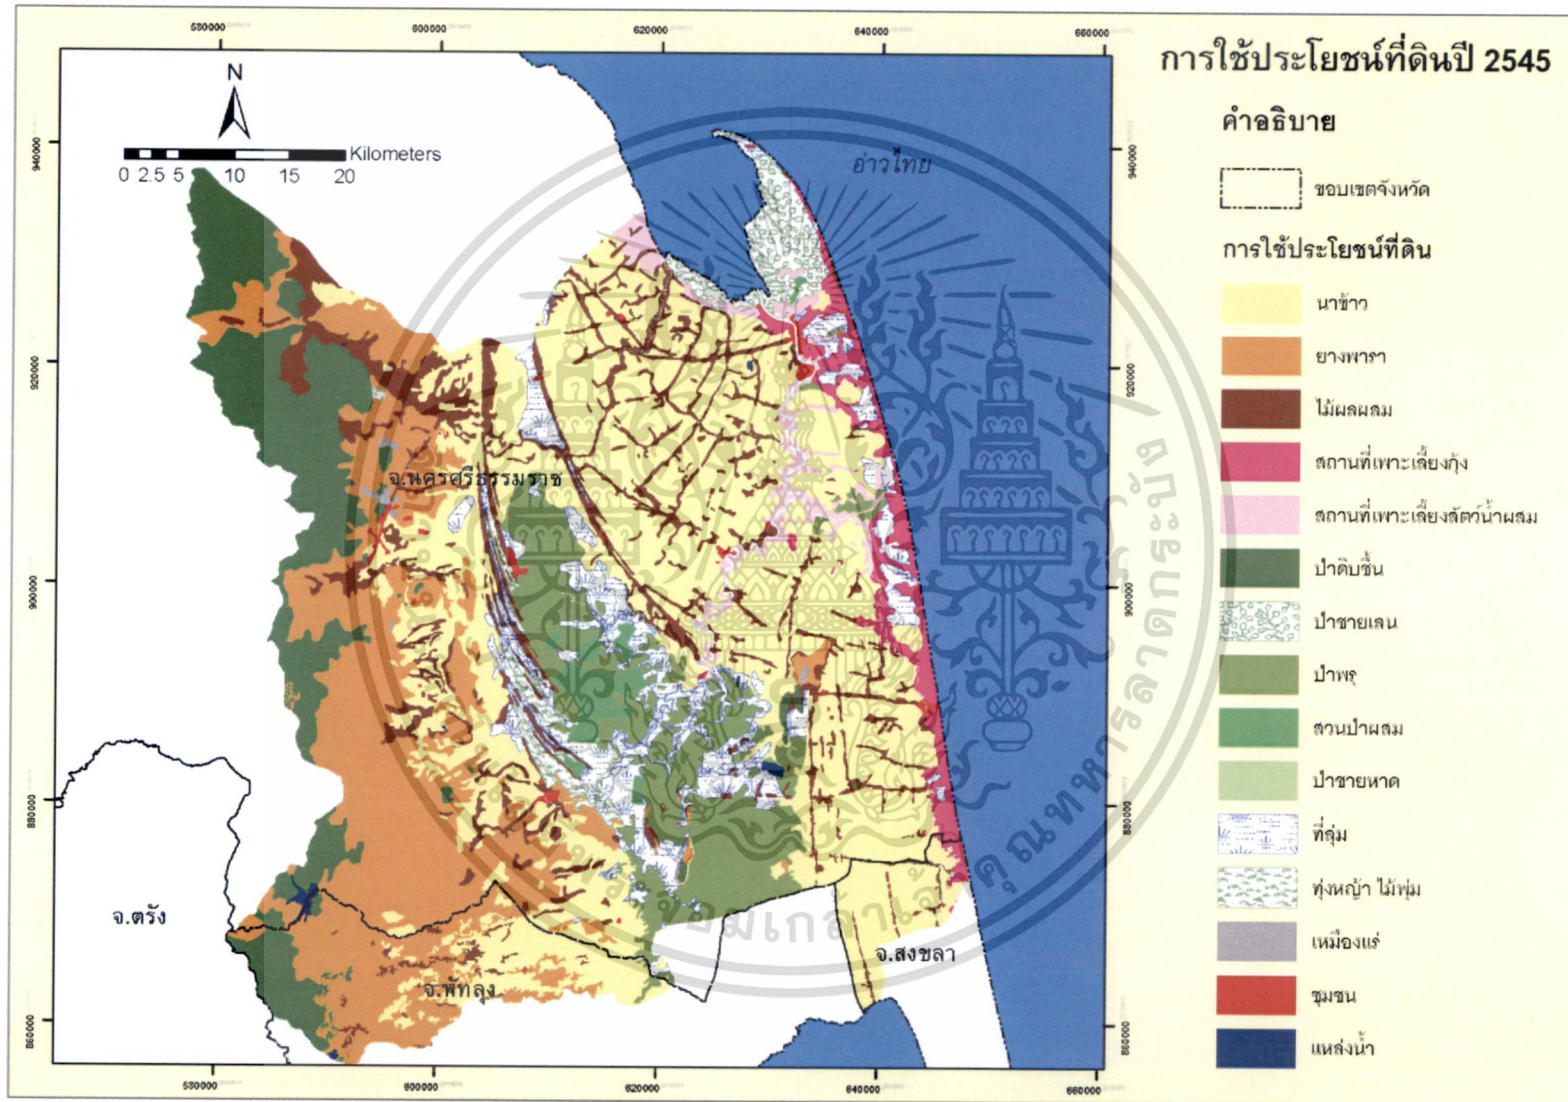 การใช้ประโยชน์ที่ดินปี 2545
คำอธิบาย
ขอบเขตจังหวัด
การใช้ประโยชน์ที่ดิน
นาข้าว
ยางพารา
ไม้ผลผสม
สถานที่เพาะเลี้ยงกุ้ง
สถานที่เพาะเลี้ยงสัตว์น้ำผสม
ป่าดิบชื้น
ป่าชายเลน
ป่าพรุ
สวนป่าผสม
ป่าชายหาด
ที่ลุ่ม
ทุ่งหญ้า ไม้พุ่ม
เหมืองแร่
ชุมชน
แหล่งน้ำ
580000 600000 620000 640000 660000
N
Kilometers
0 2.5 5 10 15 20
อ่าวไทย
จ.นครศรีธรรมราช
จ.ตรัง
จ.พัทลุง
จ.สงขลา
940000
920000
900000
880000
860000
940000
920000
900000
880000
860000
580000 600000 620000 640000 660000